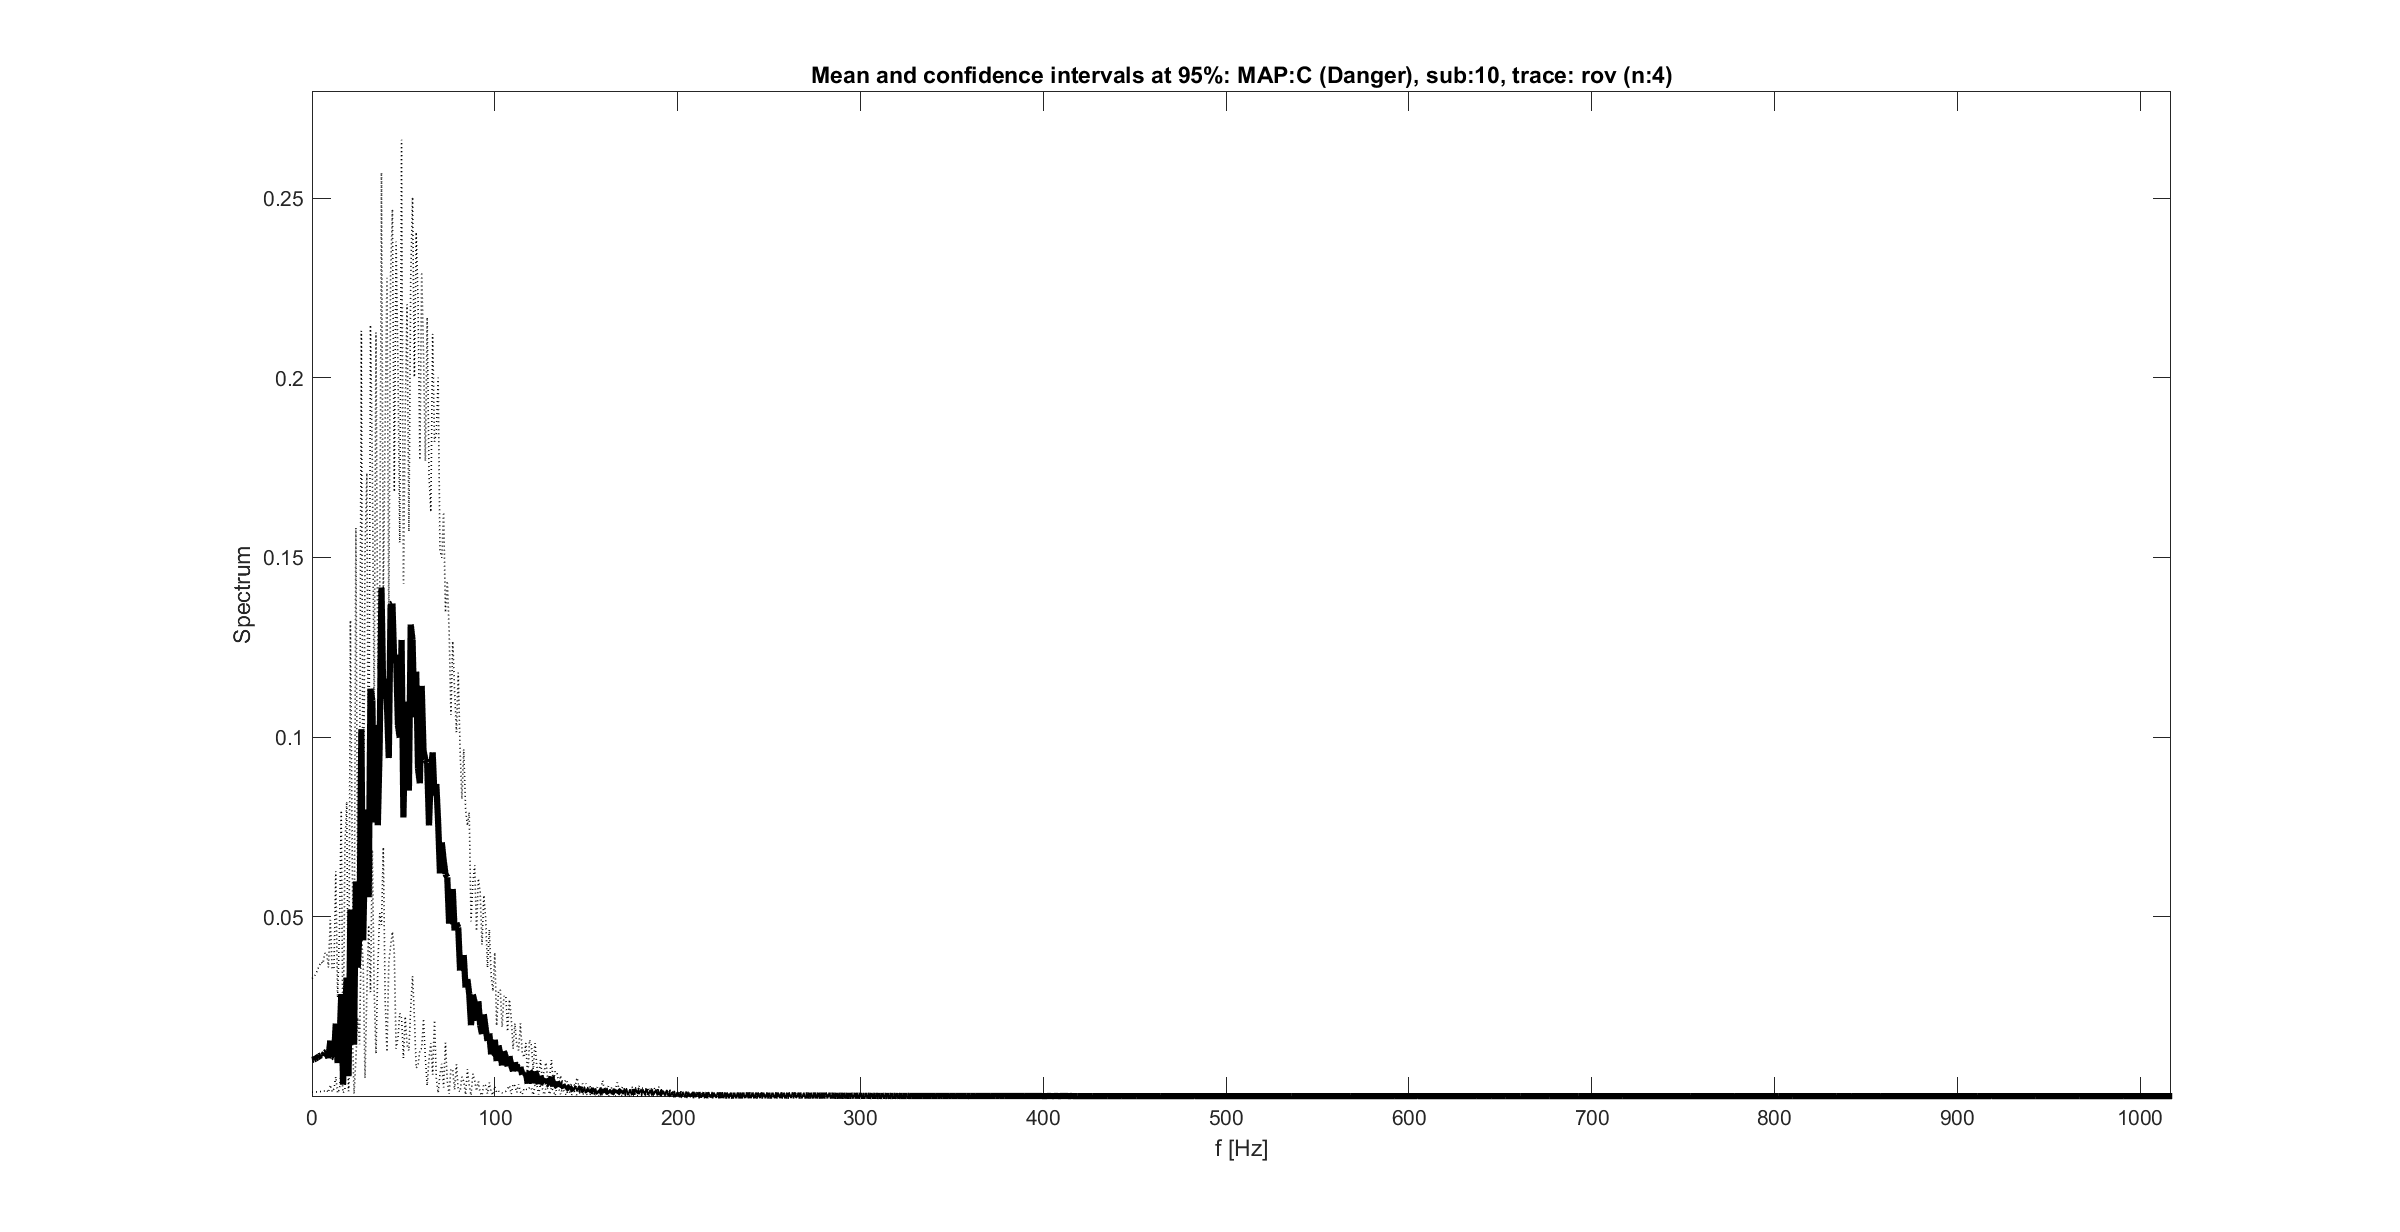 Mean and confidence intervals at 95%: MAP:C (Danger), sub:10, trace: rov (n:4)
0.25
0.2
0.15
0.1
0.05
Spectrum
0 100 200 300 400 500 600 700 800 900 1000
f [Hz]